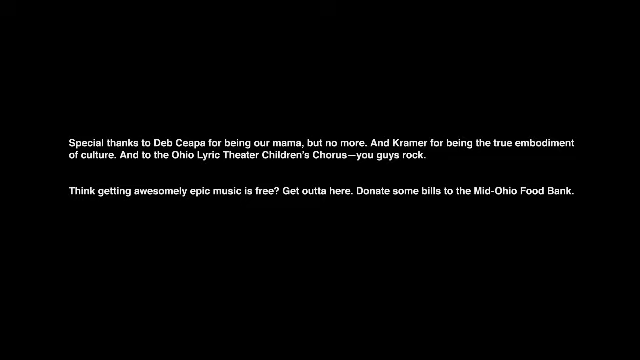 Special thanks to Deb Ceapa for being our mama, but no more. And Kramer for being the true embodiment
of culture. And to the Ohio Lyric Theater Children's Chorus—you guys rock.
Think getting awesomely epic music is free? Get outta here. Donate some bills to the Mid-Ohio Food Bank.